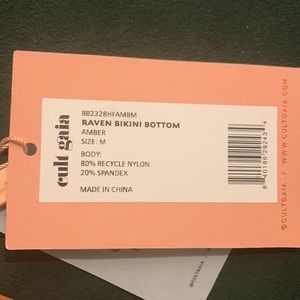 cult gaia
BB2328HFAMBM
RAVEN BIKINI BOTTOM
AMBER
SIZE: M
BODY:
80% RECYCLE NYLON
20% SPANDEX
MADE IN CHINA
@CULTGAIA / WWW.CULTGAIA.COM